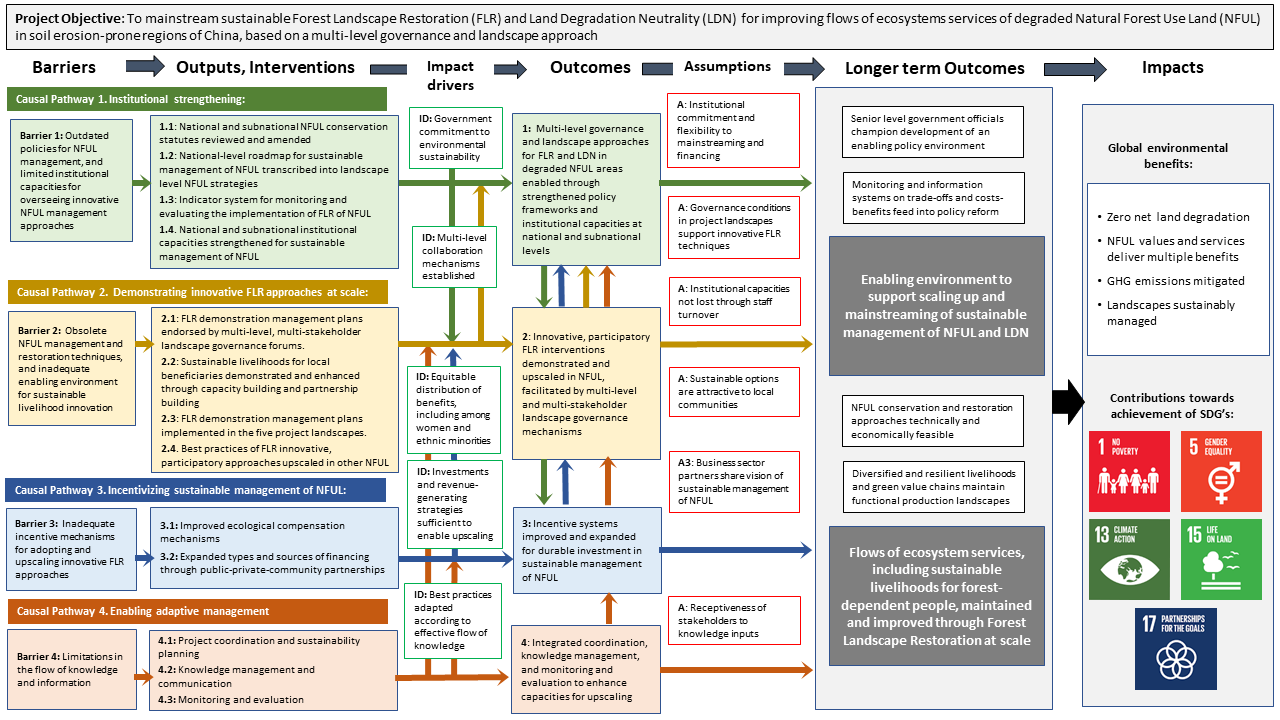 Project Objective: To mainstream sustainable Forest Landscape Restoration (FLR) and Land Degradation Neutrality (LDN) for improving flows of ecosystems services of degraded Natural Forest Use Land (NFUL)
in soil erosion-prone regions of China, based on a multi-level governance and landscape approach
Barriers
Outputs, Interventions
Impact
drivers
Outcomes
Assumptions
Longer term Outcomes
Impacts
Causal Pathway 1. Institutional strengthening:
Barrier 1: Outdated
policies for NFUL
management, and
limited institutional
capacities for
overseeing innovative
NFUL management
approaches
1.1: National and subnational NFUL conservation
statutes reviewed and amended
1.2: National-level roadmap for sustainable
management of NFUL transcribed into landscape
level NFUL strategies
1.3: Indicator system for monitoring and
evaluating the implementation of FLR of NFUL
1.4. National and subnational institutional
capacities strengthened for sustainable
management of NFUL
ID: Government
commitment to
environmental
sustainability
ID: Multi-level
collaboration
mechanisms
established
1: Multi-level governance
and landscape approaches
for FLR and LDN in
degraded NFUL areas
enabled through
strengthened policy
frameworks and
institutional capacities at
national and subnational
levels
A: Institutional
commitment and
flexibility to
mainstreaming and
financing
A: Governance conditions
in project landscapes
support innovative FLR
techniques
Causal Pathway 2. Demonstrating innovative FLR approaches at scale:
Barrier 2: Obsolete
NFUL management and
restoration techniques,
and inadequate
enabling environment
for sustainable
livelihood innovation
2.1: FLR demonstration management plans
endorsed by multi-level, multi-stakeholder
landscape governance forums.
2.2: Sustainable livelihoods for local
beneficiaries demonstrated and enhanced
through capacity building and partnership
building
2.3: FLR demonstration management plans
implemented in the five project landscapes.
2.4. Best practices of FLR innovative,
participatory approaches upscaled in other NFUL
ID: Equitable
distribution of
benefits,
including among
women and
ethnic minorities
2: Innovative, participatory
FLR interventions
demonstrated and
upscaled in NFUL,
facilitated by multi-level
and multi-stakeholder
landscape governance
mechanisms
A: Institutional capacities
not lost through staff
turnover
A: Sustainable options
are attractive to local
communities
Causal Pathway 3. Incentivizing sustainable management of NFUL:
Barrier 3: Inadequate
incentive mechanisms
for adopting and
upscaling innovative FLR
approaches
3.1: Improved ecological compensation
mechanisms
3.2: Expanded types and sources of financing
through public-private-community partnerships
ID: Investments
and revenue-
generating
strategies
sufficient to
enable upscaling
3: Incentive systems
improved and expanded
for durable investment in
sustainable management
of NFUL
A3: Business sector
partners share vision of
sustainable management
of NFUL
Causal Pathway 4. Enabling adaptive management
Barrier 4: Limitations in
the flow of knowledge
and information
4.1: Project coordination and sustainability
planning
4.2: Knowledge management and
communication
4.3: Monitoring and evaluation
ID: Best practices
adapted
according to
effective flow of
knowledge
4: Integrated coordination,
knowledge management,
and monitoring and
evaluation to enhance
capacities for upscaling
A: Receptiveness of
stakeholders to
knowledge inputs
Senior level government officials
champion development of an
enabling policy environment
Monitoring and information
systems on trade-offs and costs-
benefits feed into policy reform
Enabling environment to
support scaling up and
mainstreaming of sustainable
management of NFUL and LDN
NFUL conservation and restoration
approaches technically and
economically feasible
Diversified and resilient livelihoods
and green value chains maintain
functional production landscapes
Flows of ecosystem services,
including sustainable
livelihoods for forest-
dependent people, maintained
and improved through Forest
Landscape Restoration at scale
Global environmental
benefits:
• Zero net land degradation
• NFUL values and services
deliver multiple benefits
• GHG emissions mitigated
• Landscapes sustainably
managed
Contributions towards
achievement of SDG's:
1 NO
POVERTY
5 GENDER
EQUALITY
13 CLIMATE
ACTION
15 LIFE
ON LAND
17 PARTNERSHIPS
FOR THE GOALS